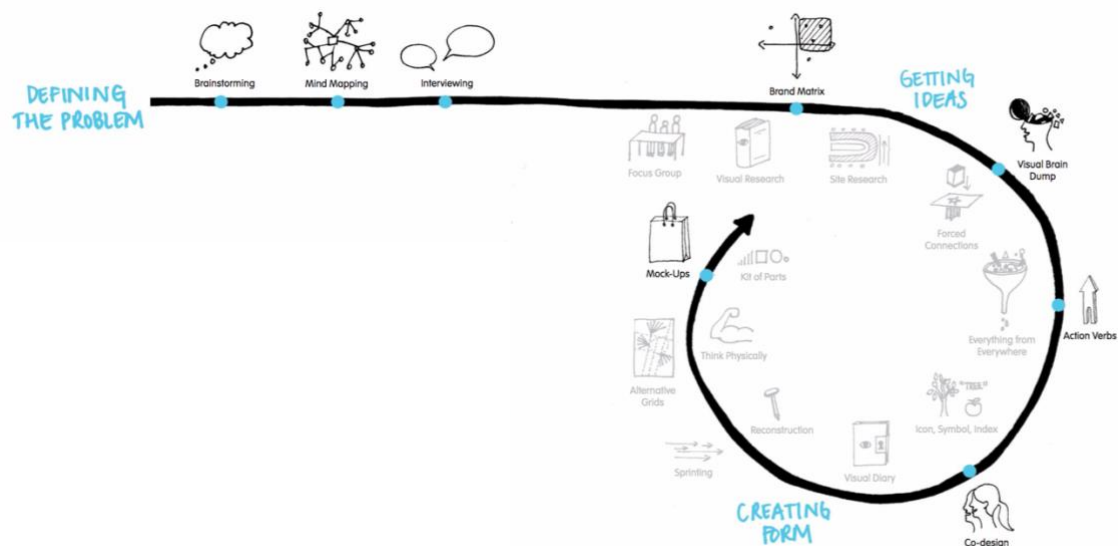 DEFINING
THE PROBLEM
Brainstorming
Mind Mapping
Interviewing
Brand Matrix
GETTING
IDEAS
Visual Brain
Dump
Focus Group
Visual Research
Site Research
Forced
Connections
Mock-Ups
Kit of Parts
Everything from
Everywhere
Action Verbs
Think Physically
Alternative
Grids
"TREE"
Icon, Symbol, Index
Reconstruction
Sprinting
Visual Diary
CREATING
FORM
Co-design